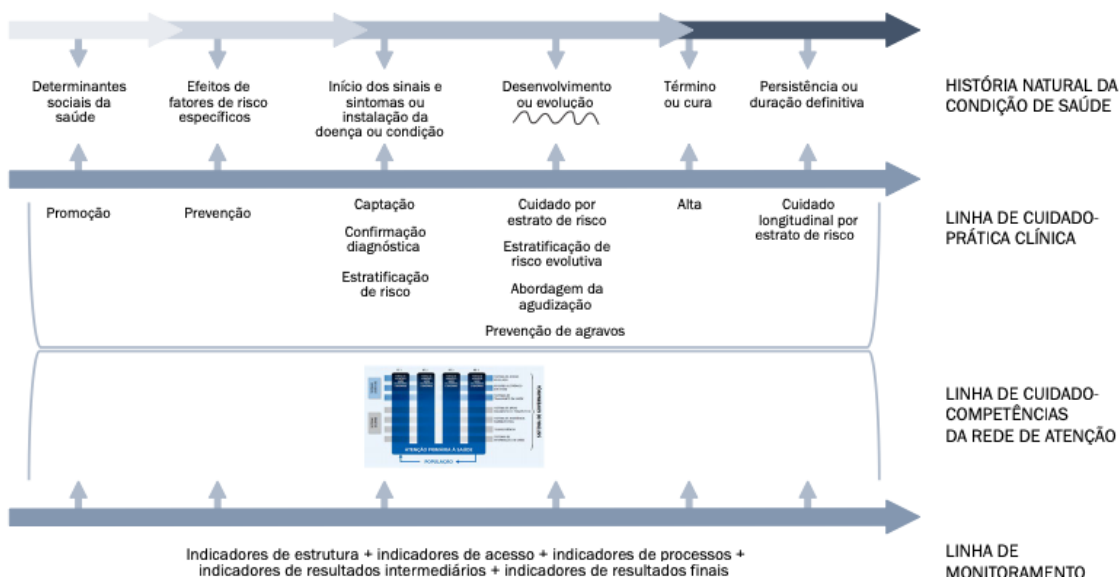 Determinantes
sociais da
saúde
Efeitos de
fatores de risco
específicos
Início dos sinais e
sintomas ou
instalação da
doença ou condição
Desenvolvimento
ou evolução
Término
ou cura
Persistência ou
duração definitiva
HISTÓRIA NATURAL DA
CONDIÇÃO DE SAÚDE
Promoção
Prevenção
Captação
Confirmação
diagnóstica
Estratificação
de risco
Cuidado por
estrato de risco
Estratificação de
risco evolutiva
Abordagem da
agudização
Prevenção de agravos
Alta
Cuidado
longitudinal por
estrato de risco
LINHA DE CUIDADO-
PRÁTICA CLÍNICA
ATENÇÃO PRIMÁRIA À SAÚDE
POPULAÇÃO
LINHA DE CUIDADO-
COMPETÊNCIAS
DA REDE DE ATENÇÃO
Indicadores de estrutura + indicadores de acesso + indicadores de processos +
indicadores de resultados intermediários + indicadores de resultados finais
LINHA DE
MONITORAMENTO